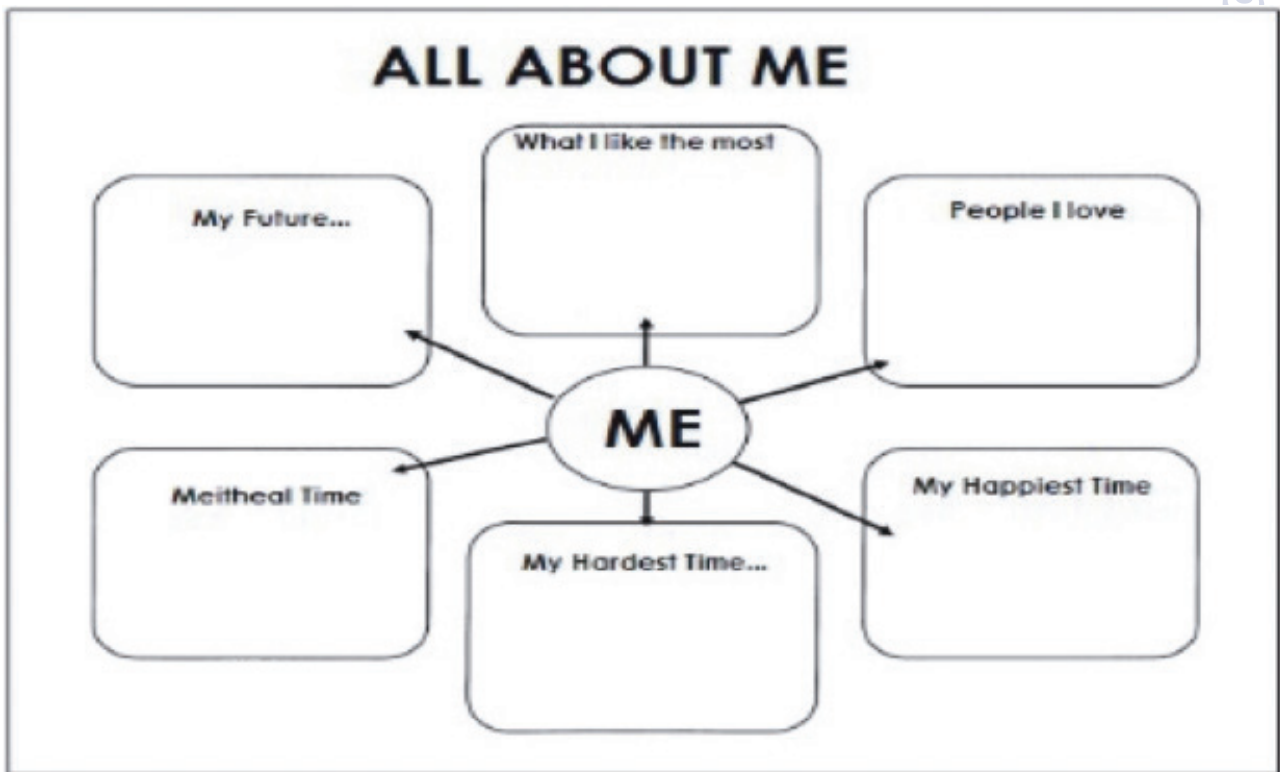 ALL ABOUT ME
What I like the most
My Future...
People I love
ME
Meitheal Time
My Happiest Time
My Hardest Time...